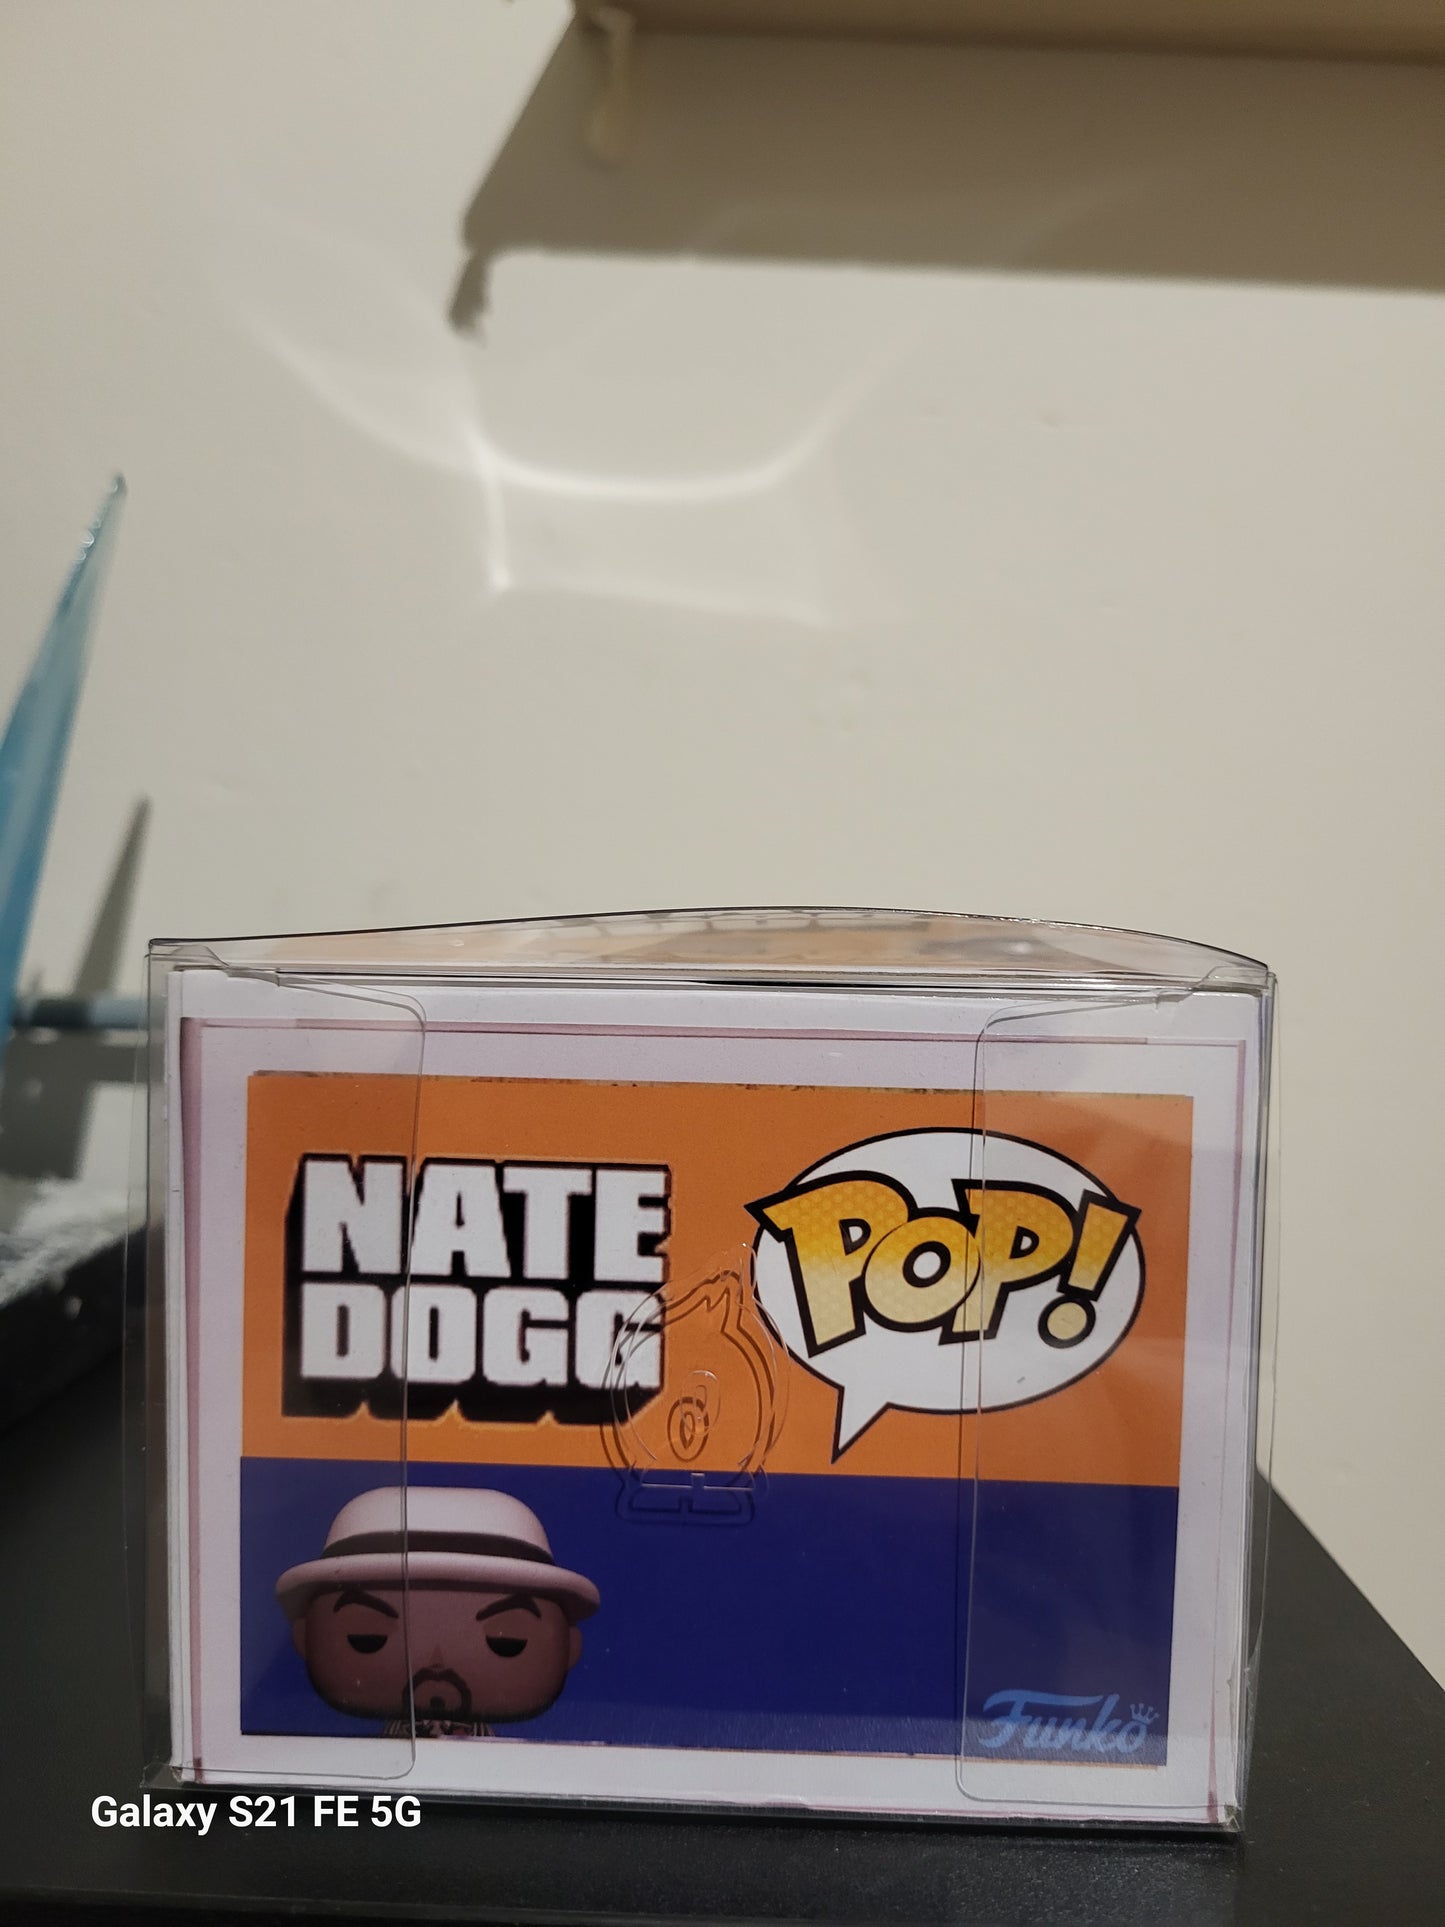 NATE
DOGG
POP!
Funko
Galaxy S21 FE 5G